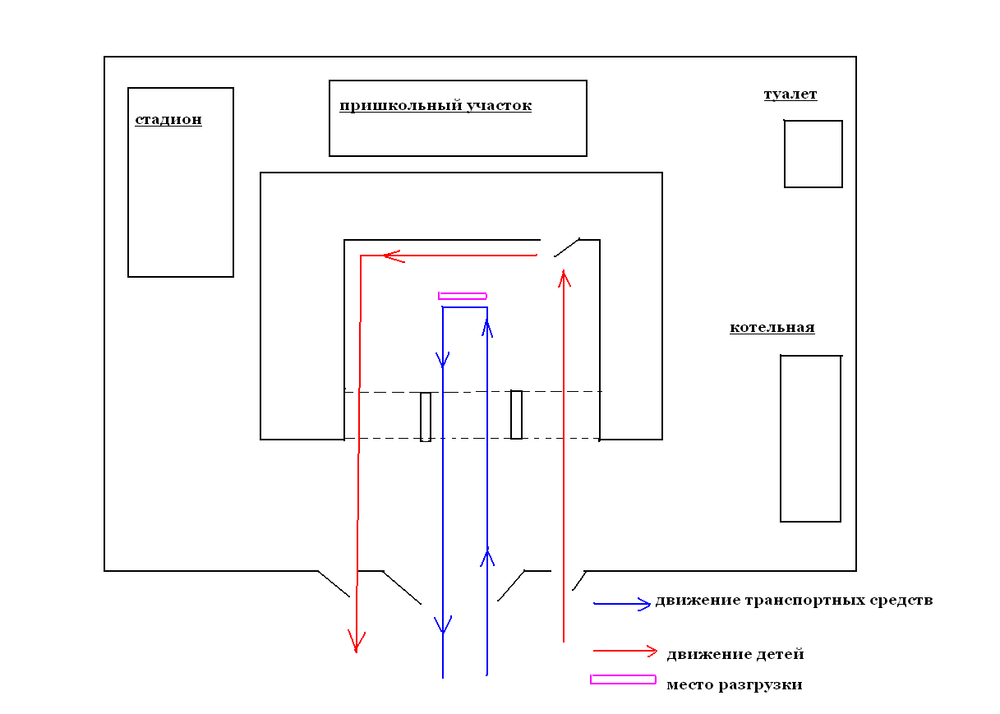 туалет
пришкольный участок
стадион
котельная
движение транспортных средств
движение детей
место разгрузки